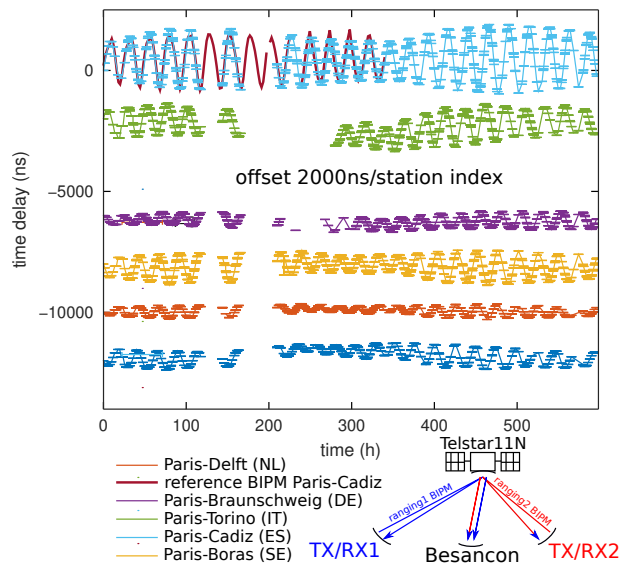 0
−5000
−10000
time delay (ns)
offset 2000ns/station index
0 100 200 300 400 500
time (h)
Paris-Delft (NL)
reference BIPM Paris-Cadiz
Paris-Braunschweig (DE)
Paris-Torino (IT)
Paris-Cadiz (ES)
Paris-Boras (SE)
Telstar11N
ranging1 BIPM
ranging2 BIPM
TX/RX1
Besancon
TX/RX2